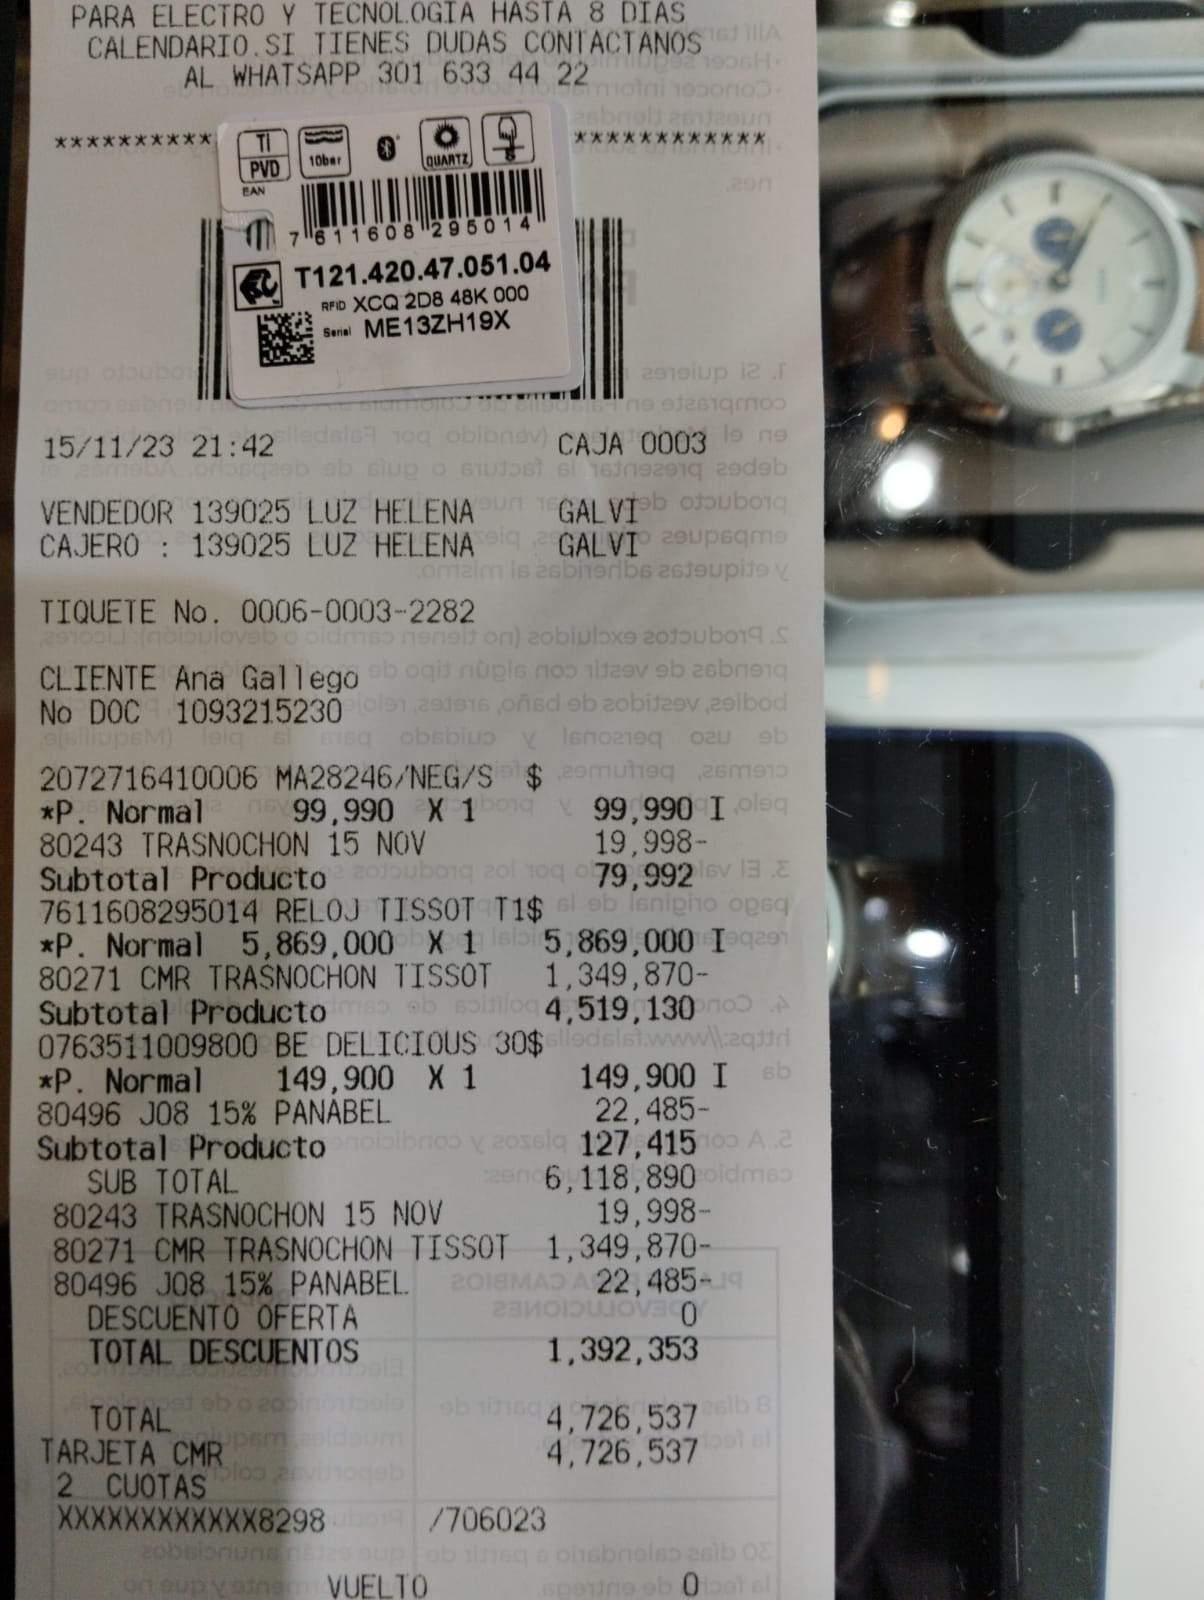 PARA ELECTRO Y TECNOLOGIA HASTA 8 DIAS
CALENDARIO.SI TIENES DUDAS CONTACTANOS
AL WHATSAPP 301 633 44 22
********** ************
Ti
PVD
10bar
QUARTZ
EAN
7 611608 295014
T121.420.47.051.04
RFID XCQ 2D8 48K 000
Serial ME13ZH19X
15/11/23 21:42 CAJA 0003
VENDEDOR 139025 LUZ HELENA GALVI
CAJERO : 139025 LUZ HELENA GALVI
TIQUETE No. 0006-0003-2282
CLIENTE Ana Gallego
No DOC 1093215230
2072716410006 MA28246/NEG/S $
*P. Normal 99,990 X 1 99,990 I
80243 TRASNOCHON 15 NOV 19,998-
Subtotal Producto 79,992
7611608295014 RELOJ TISSOT T1$
*P. Normal 5,869,000 X 1 5,869,000 I
80271 CMR TRASNOCHON TISSOT 1,349,870-
Subtotal Producto 4,519,130
0763511009800 BE DELICIOUS 30$
*P. Normal 149,900 X 1 149,900 I
80496 J08 15% PANABEL 22,485-
Subtotal Producto 127,415
SUB TOTAL 6,118,890
80243 TRASNOCHON 15 NOV 19,998-
80271 CMR TRASNOCHON TISSOT 1,349,870-
80496 J08 15% PANABEL 22,485-
DESCUENTO OFERTA 0
TOTAL DESCUENTOS 1,392,353
TOTAL 4,726,537
TARJETA CMR 4,726,537
2 CUOTAS
XXXXXXXXXXXX8298 /706023
VUELTO 0